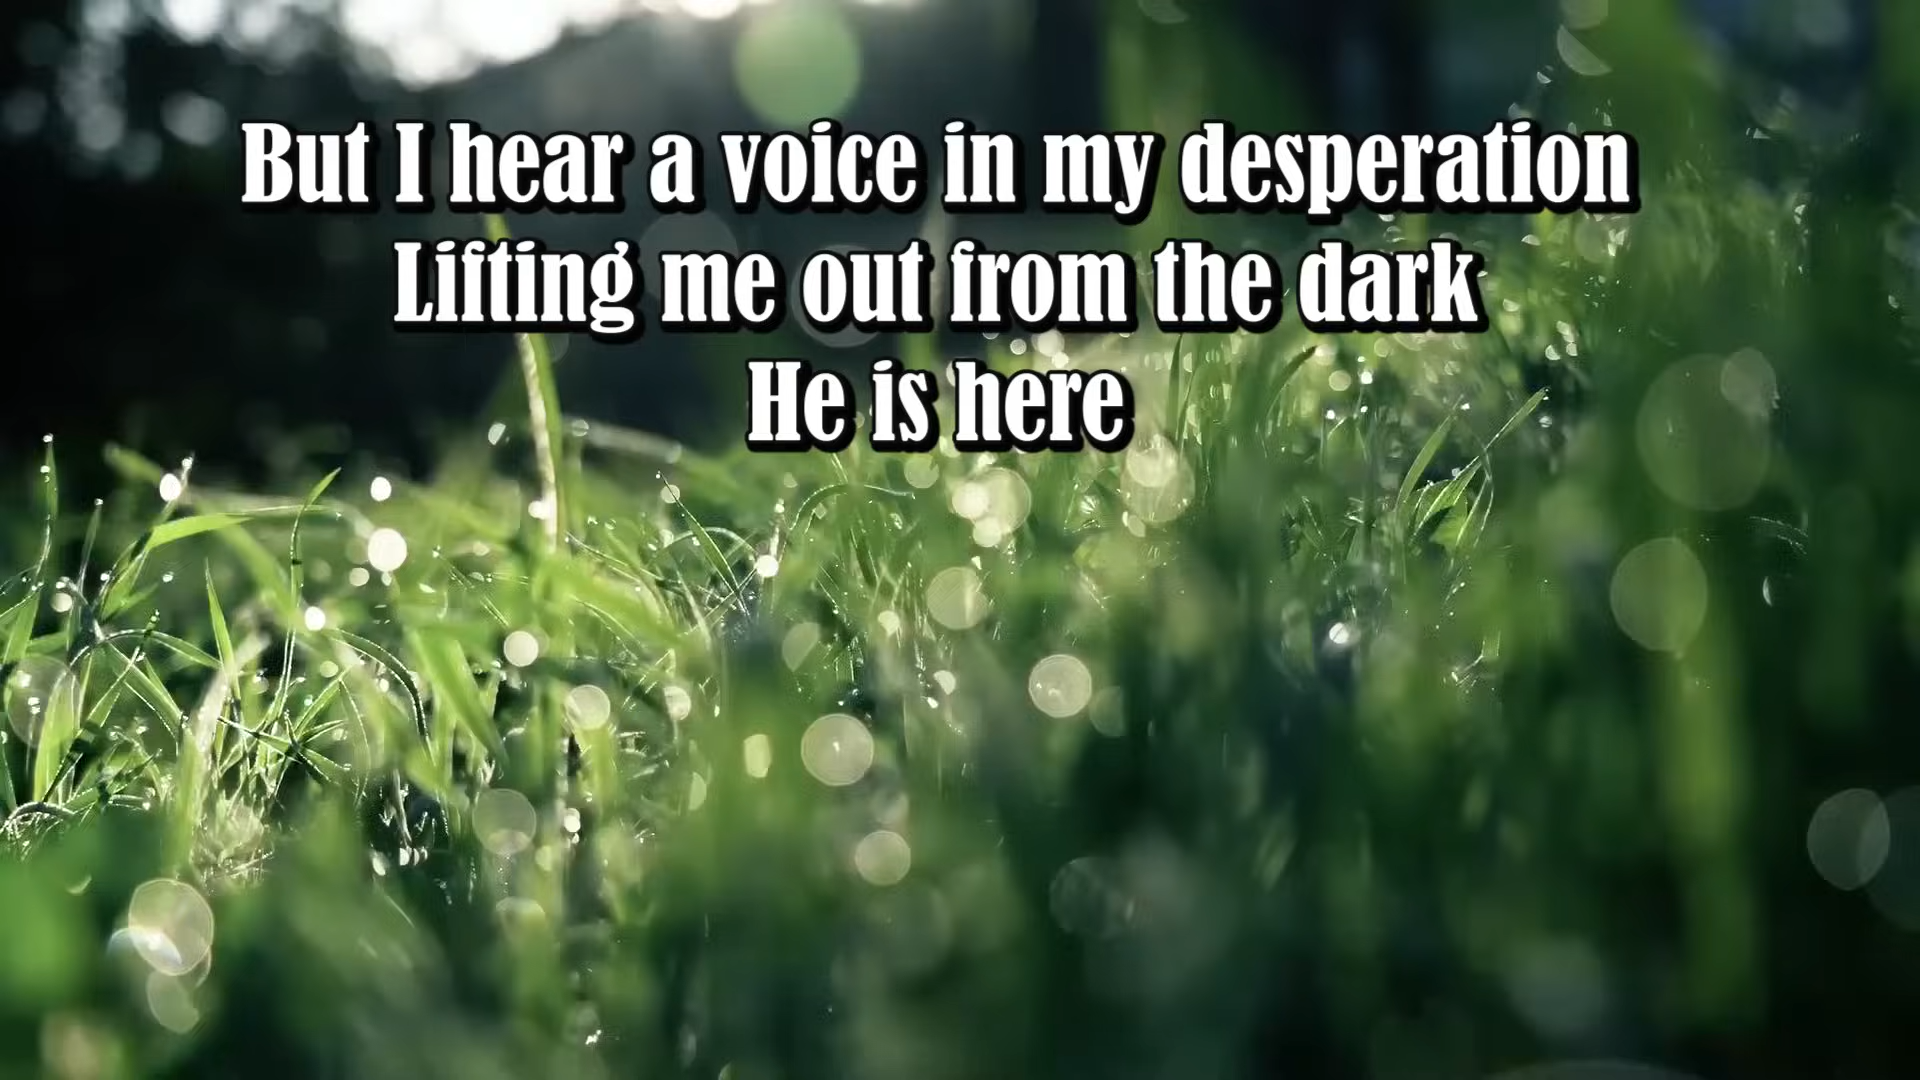 But I hear a voice in my desperation
Lifting me out from the dark
He is here